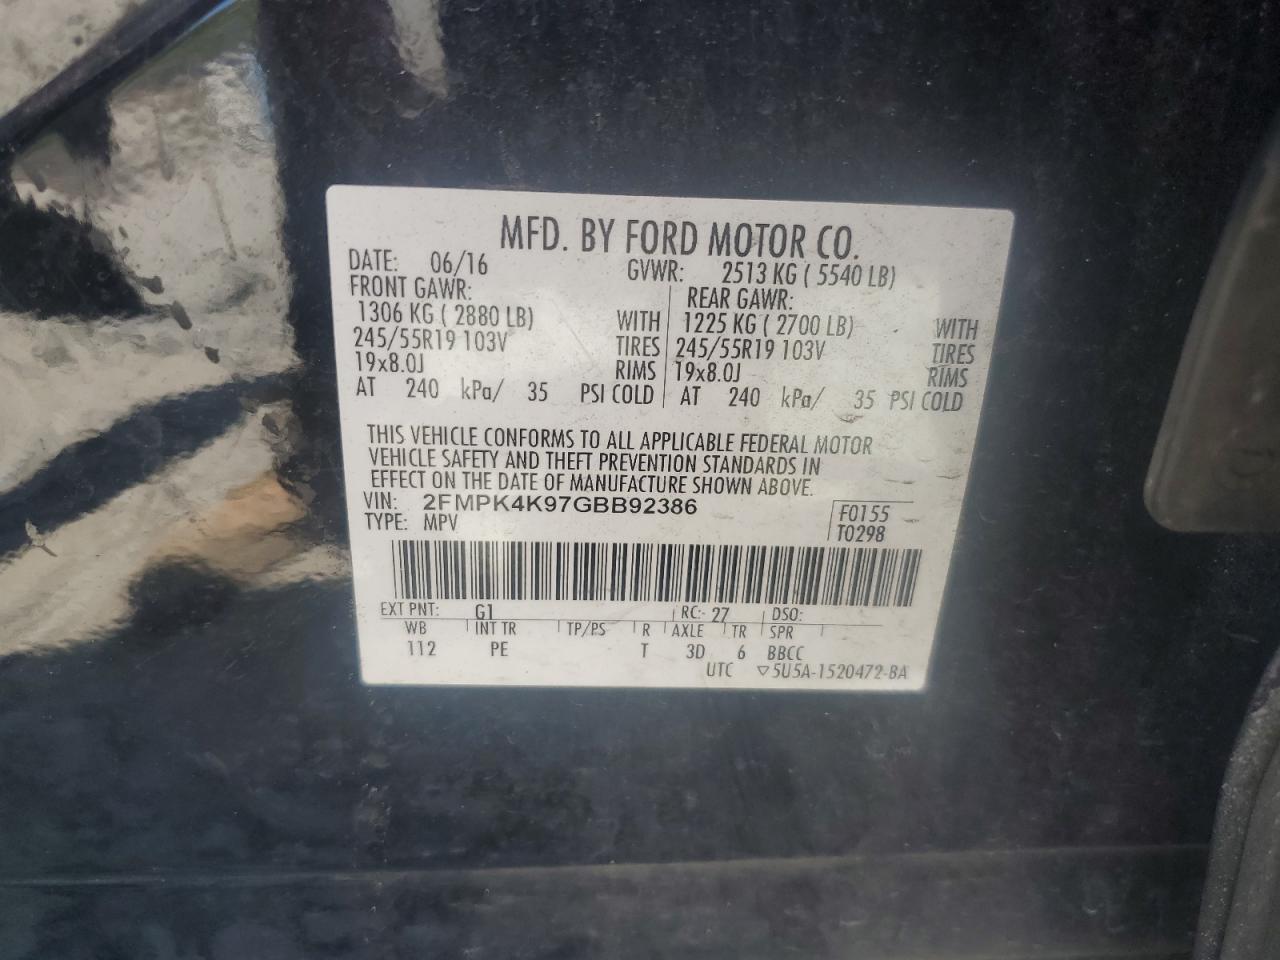 MFD. BY FORD MOTOR CO.
DATE: 06/16 GVWR: 2513 KG ( 5540 LB)
FRONT GAWR: REAR GAWR:
1306 KG ( 2880 LB) WITH 1225 KG ( 2700 LB) WITH
245/55R19 103V TIRES 245/55R19 103V TIRES
19x8.0J RIMS 19x8.0J RIMS
AT 240 kPa/ 35 PSI COLD AT 240 kPa/ 35 PSI COLD
THIS VEHICLE CONFORMS TO ALL APPLICABLE FEDERAL MOTOR
VEHICLE SAFETY AND THEFT PREVENTION STANDARDS IN
EFFECT ON THE DATE OF MANUFACTURE SHOWN ABOVE.
VIN: 2FMPK4K97GBB92386 F0155
TYPE: MPV T0298
EXT PNT: G1 RC: 27 DSO:
WB INT TR TP/PS R AXLE TR SPR
112 PE T 3D 6 BBCC
UTC ▽5U5A-1520472-BA